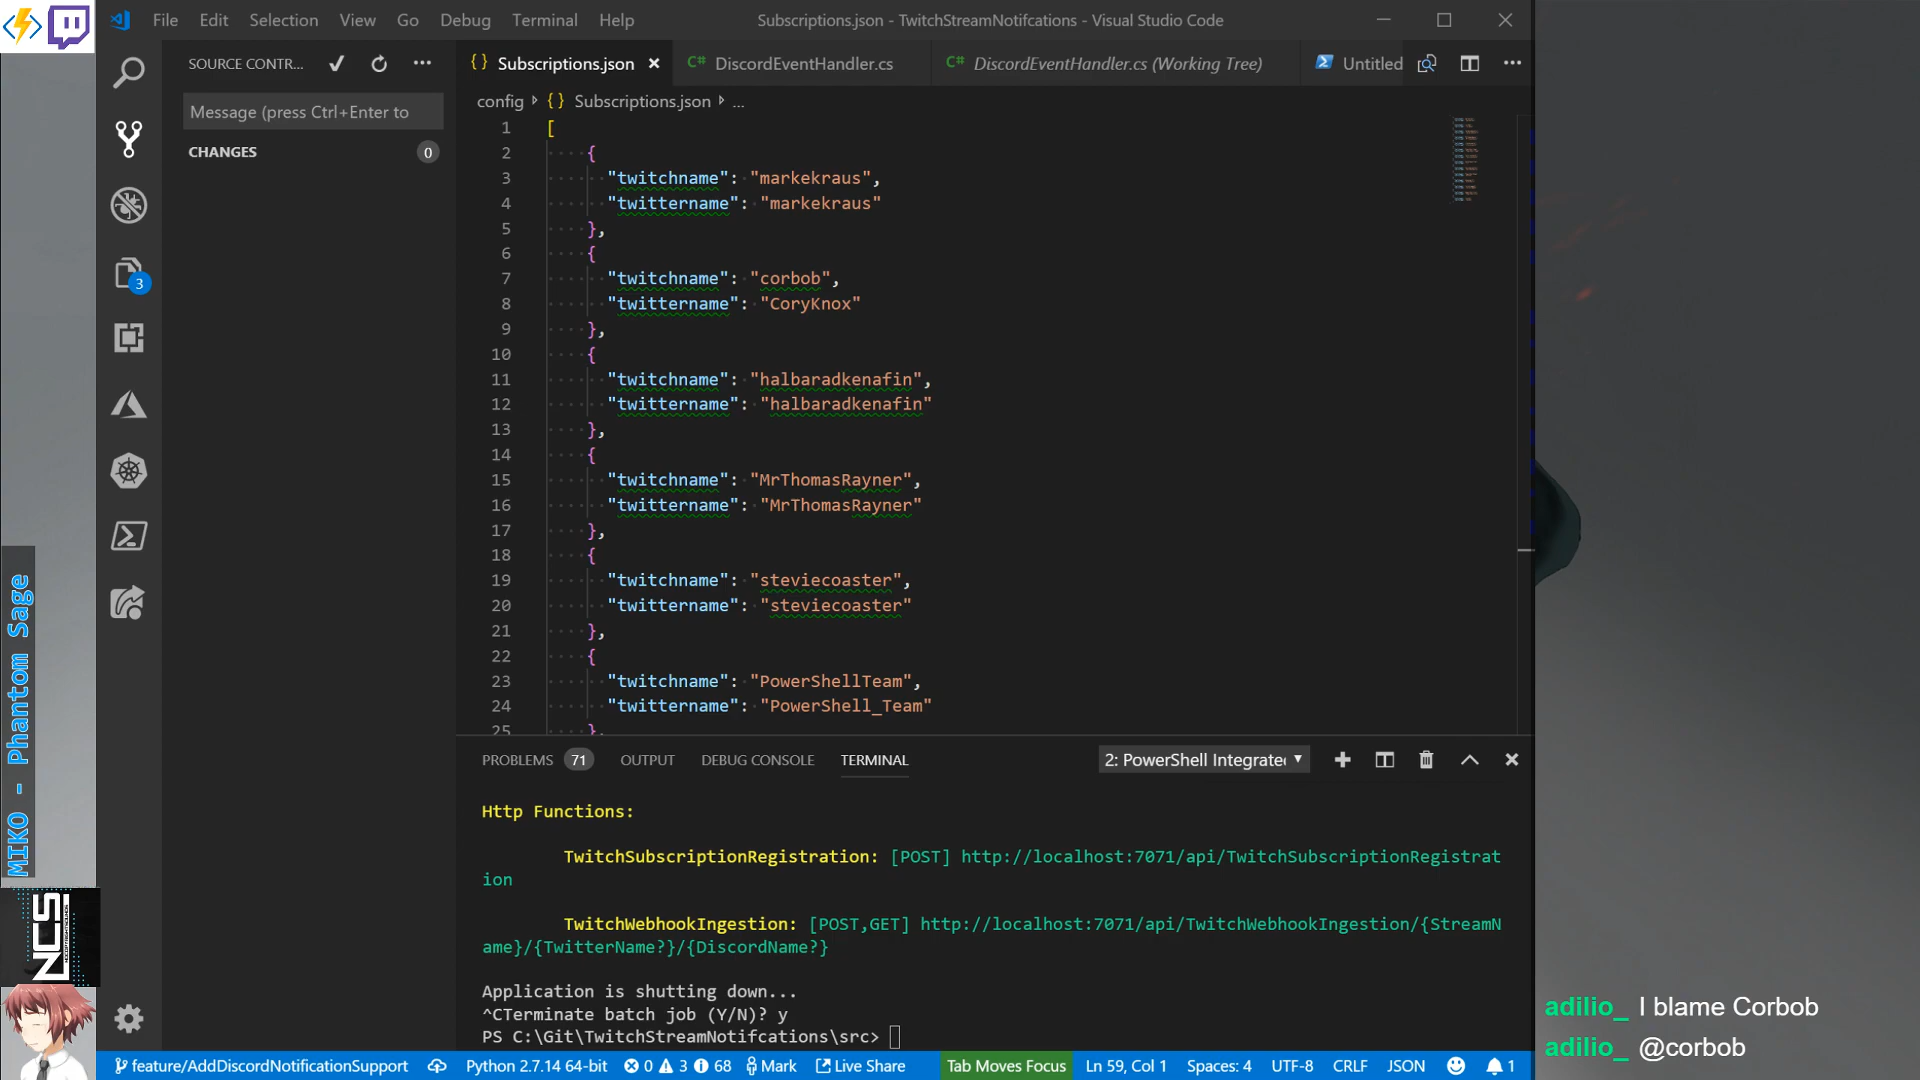 File Edit Selection View Go Debug Terminal Help
Subscriptions.json - TwitchStreamNotifcations - Visual Studio Code
SOURCE CONTR...
Subscriptions.json
C# DiscordEventHandler.cs
C# DiscordEventHandler.cs (Working Tree)
Untitled
Message (press Ctrl+Enter to
CHANGES 0
3
config > {} Subscriptions.json > ...
1 [
2 {
3 "twitchname": "markekraus",
4 "twittername": "markekraus"
5 },
6 {
7 "twitchname": "corbob",
8 "twittername": "CoryKnox"
9 },
10 {
11 "twitchname": "halbaradkenafin",
12 "twittername": "halbaradkenafin"
13 },
14 {
15 "twitchname": "MrThomasRayner",
16 "twittername": "MrThomasRayner"
17 },
18 {
19 "twitchname": "steviecoaster",
20 "twittername": "steviecoaster"
21 },
22 {
23 "twitchname": "PowerShellTeam",
24 "twittername": "PowerShell_Team"
25 },
PROBLEMS 71 OUTPUT DEBUG CONSOLE TERMINAL
2: PowerShell Integrate
Http Functions:
TwitchSubscriptionRegistration: [POST] http://localhost:7071/api/TwitchSubscriptionRegistrat
ion
TwitchWebhookIngestion: [POST,GET] http://localhost:7071/api/TwitchWebhookIngestion/{StreamN
ame}/{TwitterName?}/{DiscordName?}
Application is shutting down...
^CTerminate batch job (Y/N)? y
PS C:\Git\TwitchStreamNotifcations\src>
feature/AddDiscordNotificationSupport Python 2.7.14 64-bit 0 3 68 Mark Live Share Tab Moves Focus Ln 59, Col 1 Spaces: 4 UTF-8 CRLF JSON 1
MIKO - Phantom Sage
NCS
adilio_ I blame Corbob
adilio_ @corbob